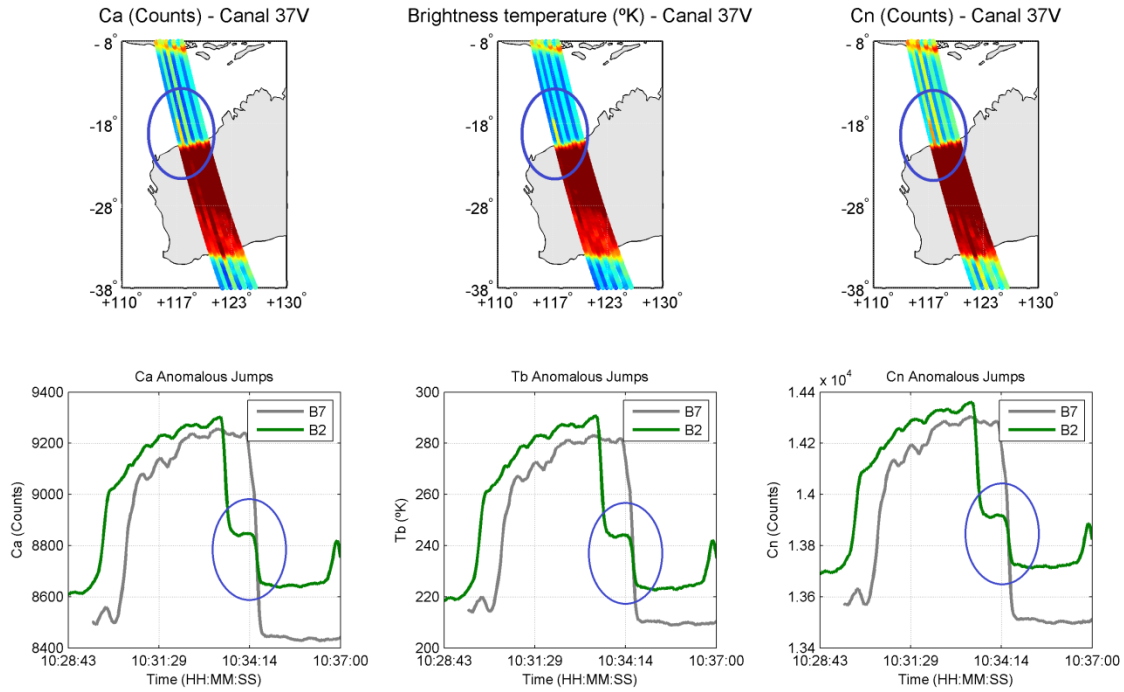 Ca (Counts) - Canal 37V
- 8°
-18°
-28°
-38°
+110° +117° +123° +130°
Brightness temperature (ºK) - Canal 37V
- 8°
-18°
-28°
-38°
+110° +117° +123° +130°
Cn (Counts) - Canal 37V
- 8°
-18°
-28°
-38°
+110° +117° +123° +130°
Ca Anomalous Jumps
Ca (Counts)
9400
9200
9000
8800
8600
8400
B7
B2
10:28:43 10:31:29 10:34:14 10:37:00
Time (HH:MM:SS)
Tb Anomalous Jumps
Tb (ºK)
300
280
260
240
220
200
B7
B2
10:28:43 10:31:29 10:34:14 10:37:00
Time (HH:MM:SS)
x 10⁴
Cn Anomalous Jumps
Cn (Counts)
1.44
1.42
1.4
1.38
1.36
1.34
B7
B2
10:28:43 10:31:29 10:34:14 10:37:00
Time (HH:MM:SS)